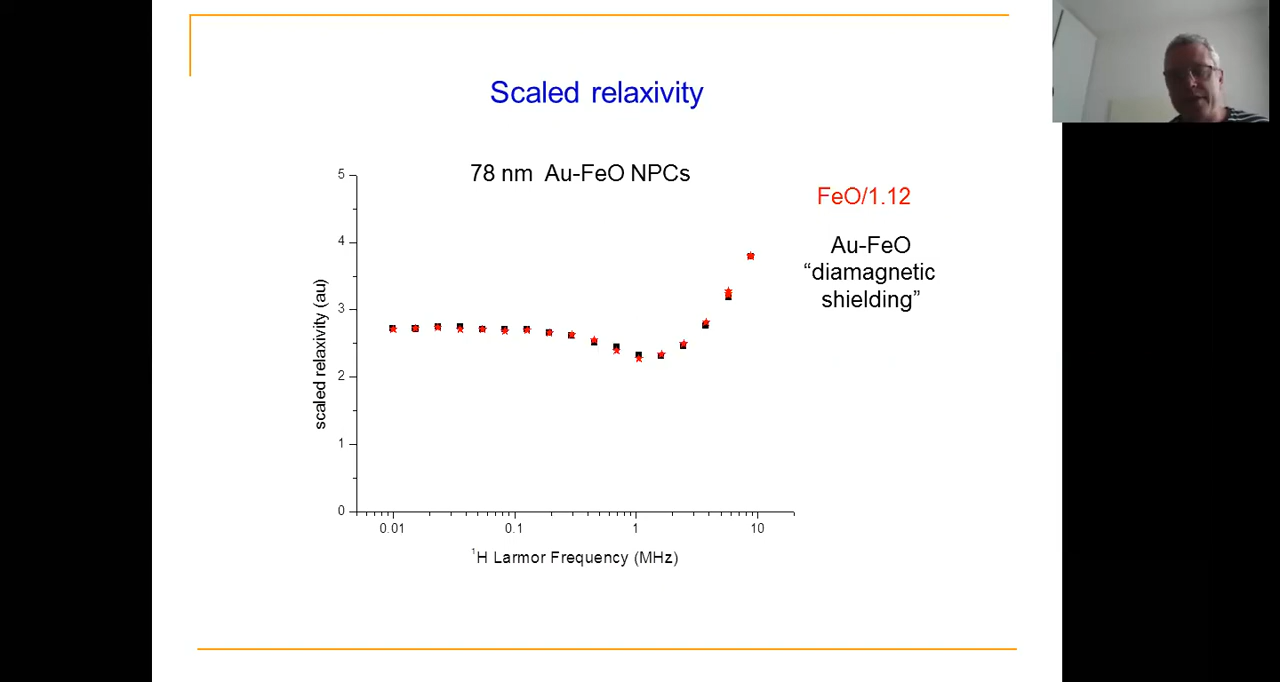 Scaled relaxivity
78 nm Au-FeO NPCs
FeO/1.12
Au-FeO
“diamagnetic
shielding”
5
4
3
2
1
0
scaled relaxivity (au)
0.01 0.1 1 10
¹H Larmor Frequency (MHz)